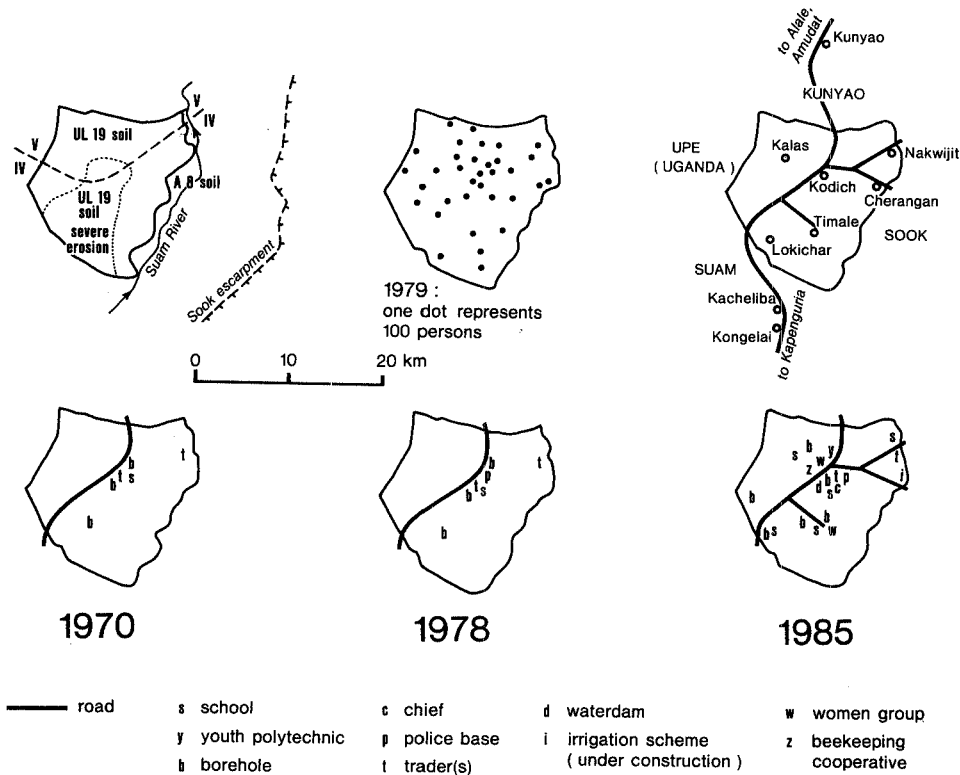 UL 19 soil
V
IV
V
IV
UL 19
soil
severe
erosion
A 8 soil
Suam River
Sook escarpment
1979 :
one dot represents
100 persons
0 10 20 km
to Alale,
Amudat
Kunyao
KUNYAO
UPE
( UGANDA )
Kalas
Nakwijit
Kodich
Cherangan
Timale
SOOK
Lokichar
SUAM
Kacheliba
Kongelai
to Kapenguria
b
t s
b
t
b
1970
b
p
t s
b
t
b
1978
b
s
y
w
z
s
t
i
b
t p
d
s c
b
b
b
s w
b s
1985
road
s school
y youth polytechnic
b borehole
c chief
p police base
t trader(s)
d waterdam
i irrigation scheme
( under construction )
w women group
z beekeeping
cooperative